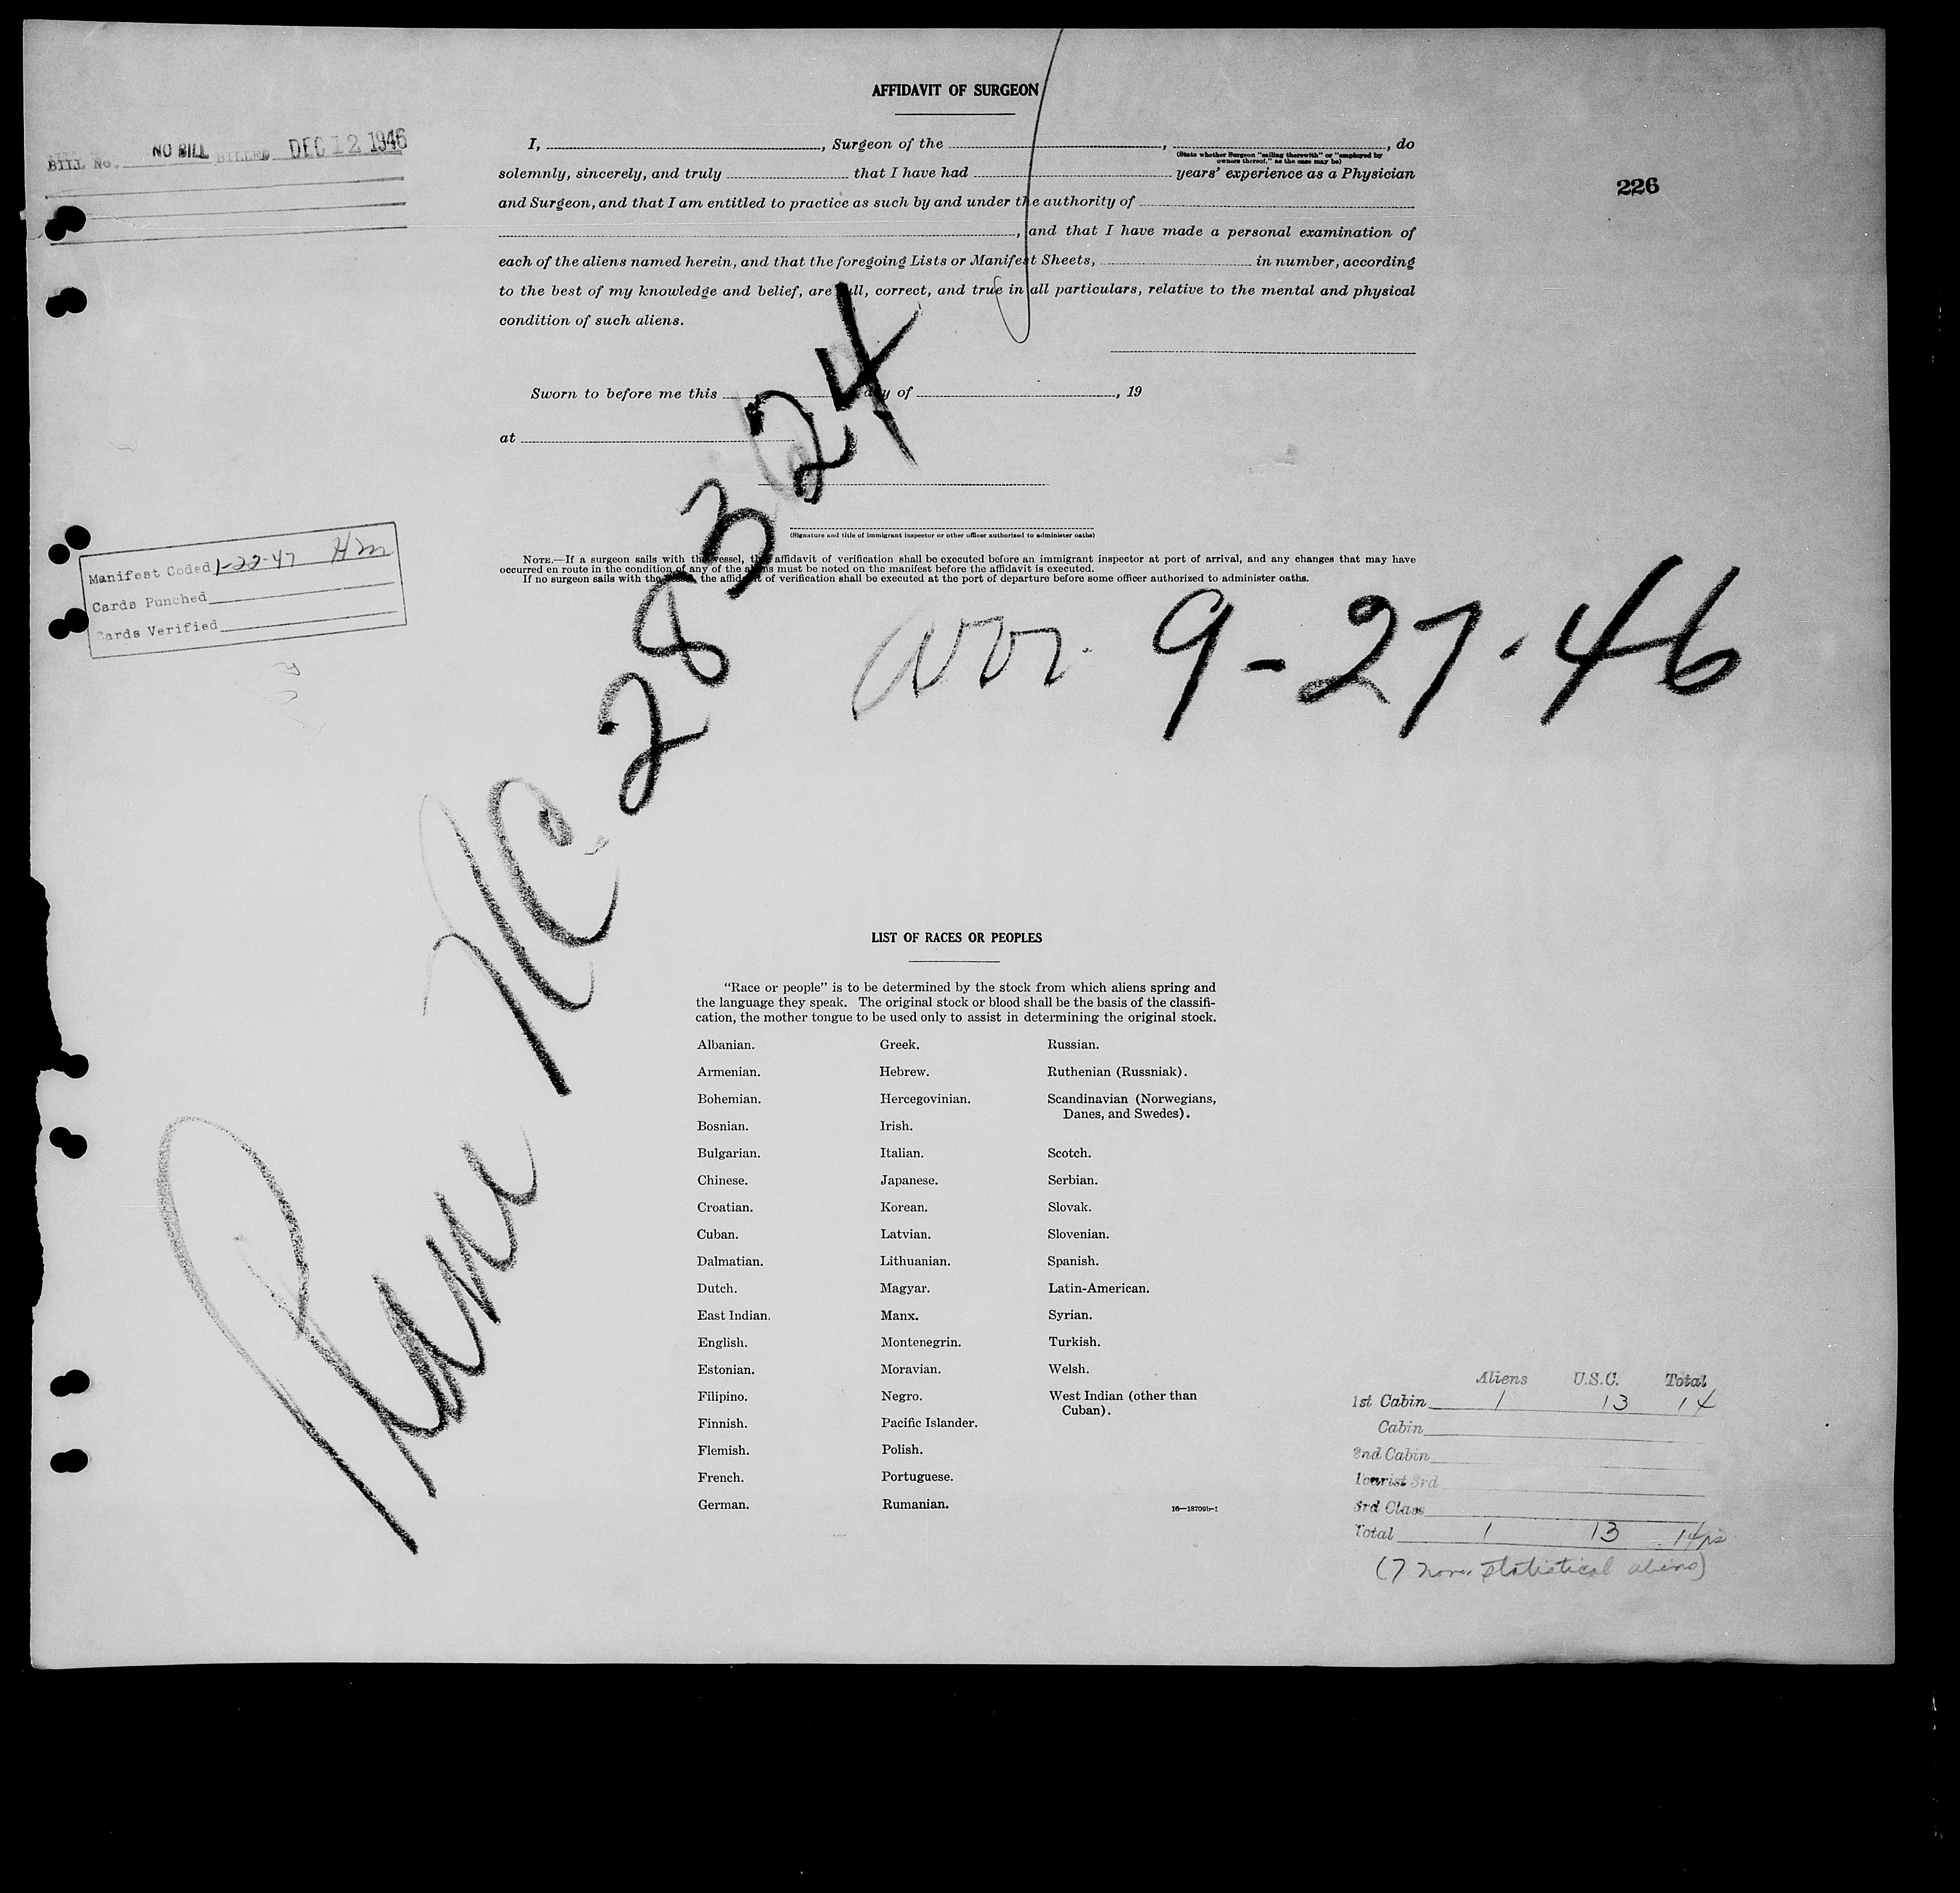 AFFIDAVIT OF SURGEON
BILL No. NO BILL BILLED DEC 12 1946
226
I, , Surgeon of the , , do
(State whether Surgeon "sailing therewith" or "employed by
owners thereof," as the case may be)
solemnly, sincerely, and truly that I have had years' experience as a Physician
and Surgeon, and that I am entitled to practice as such by and under the authority of
, and that I have made a personal examination of
each of the aliens named herein, and that the foregoing Lists or Manifest Sheets, in number, according
to the best of my knowledge and belief, are full, correct, and true in all particulars, relative to the mental and physical
condition of such aliens.
Sworn to before me this day of , 19
at
(Signature and title of immigrant inspector or other officer authorized to administer oaths)
NOTE.—If a surgeon sails with the vessel, the affidavit of verification shall be executed before an immigrant inspector at port of arrival, and any changes that may have
occurred en route in the condition of any of the aliens must be noted on the manifest before the affidavit is executed.
If no surgeon sails with the vessel, the affidavit of verification shall be executed at the port of departure before some officer authorized to administer oaths.
Manifest Coded 1-22-47 Hm
Cards Punched
Cards Verified
Plane NC. 28324
arr. 9-27-46
LIST OF RACES OR PEOPLES
"Race or people" is to be determined by the stock from which aliens spring and
the language they speak. The original stock or blood shall be the basis of the classifi-
cation, the mother tongue to be used only to assist in determining the original stock.
Albanian. Greek. Russian.
Armenian. Hebrew. Ruthenian (Russniak).
Bohemian. Hercegovinian. Scandinavian (Norwegians,
Danes, and Swedes).
Bosnian. Irish.
Bulgarian. Italian. Scotch.
Chinese. Japanese. Serbian.
Croatian. Korean. Slovak.
Cuban. Latvian. Slovenian.
Dalmatian. Lithuanian. Spanish.
Dutch. Magyar. Latin-American.
East Indian. Manx. Syrian.
English. Montenegrin. Turkish.
Estonian. Moravian. Welsh.
Filipino. Negro. West Indian (other than
Cuban).
Finnish. Pacific Islander.
Flemish. Polish.
French. Portuguese.
German. Rumanian.
16—18709b-1
Aliens U.S.C. Total
1st Cabin 1 13 14
Cabin
2nd Cabin
Tourist 3rd
3rd Class
Total 1 13 14
(7 non statistical aliens)